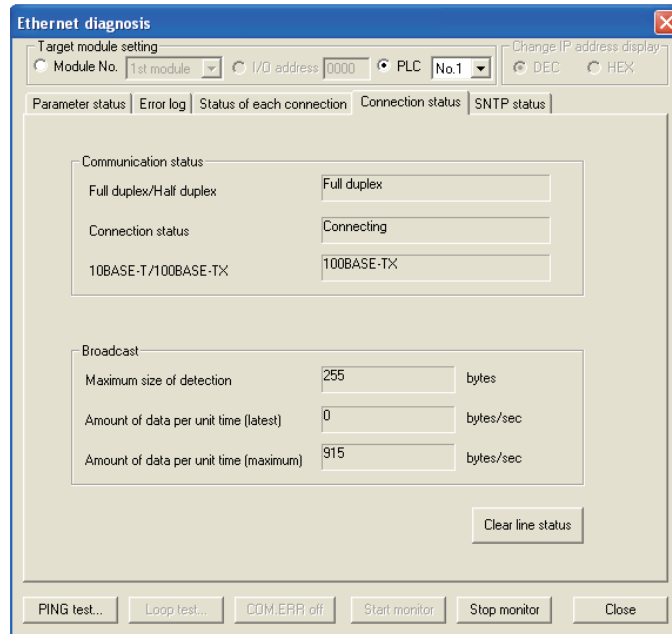 Ethernet diagnosis
Target module setting
Change IP address display
Module No. 1st module I/O address 0000 PLC No.1 DEC HEX
Parameter status Error log Status of each connection Connection status SNTP status
Communication status
Full duplex/Half duplex Full duplex
Connection status Connecting
10BASE-T/100BASE-TX 100BASE-TX
Broadcast
Maximum size of detection 255 bytes
Amount of data per unit time (latest) 0 bytes/sec
Amount of data per unit time (maximum) 915 bytes/sec
Clear line status
PING test... Loop test... COM.ERR off Start monitor Stop monitor Close